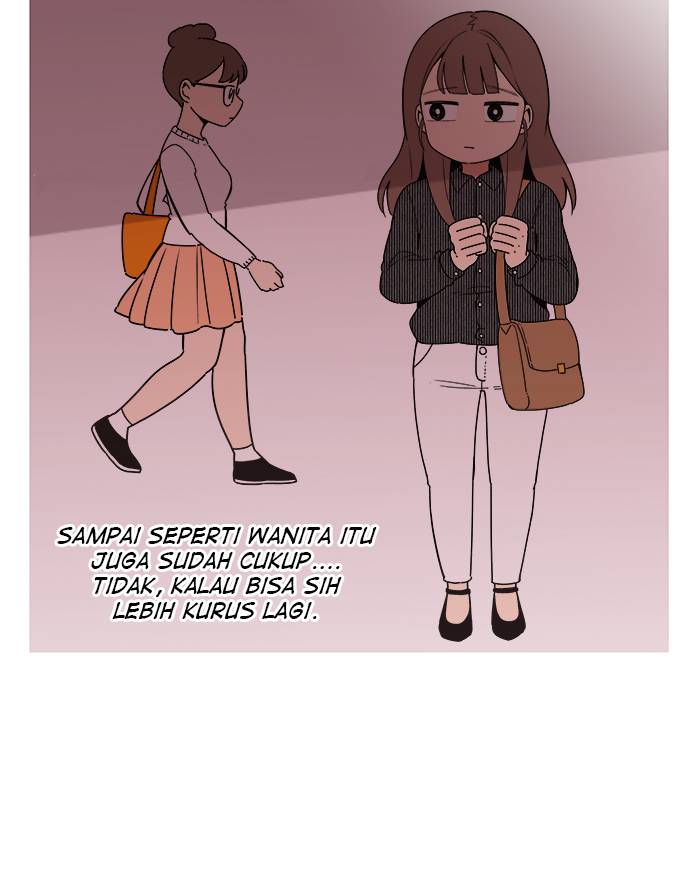 SAMPAI SEPERTI WANITA ITU
JUGA SUDAH CUKUP....
TIDAK, KALAU BISA SIH
LEBIH KURUS LAGI.